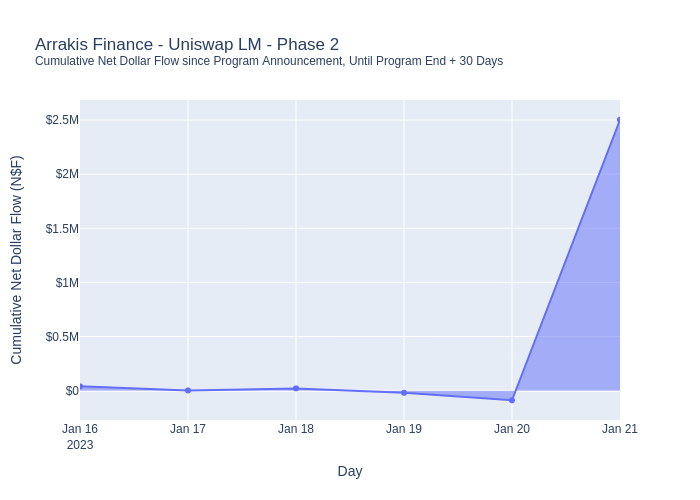 Arrakis Finance - Uniswap LM - Phase 2
Cumulative Net Dollar Flow since Program Announcement, Until Program End + 30 Days
Cumulative Net Dollar Flow (N$F)
$2.5M
$2M
$1.5M
$1M
$0.5M
$0
Jan 16
2023
Jan 17
Jan 18
Jan 19
Jan 20
Jan 21
Day